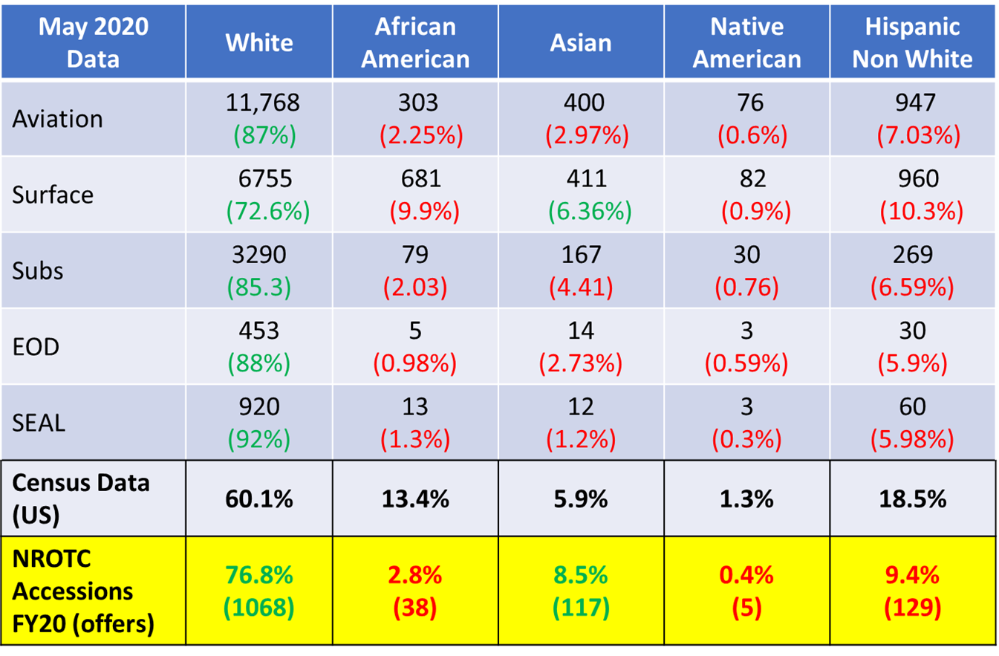 May 2020 Data
White
African American
Asian
Native American
Hispanic Non White
Aviation
11,768 (87%)
303 (2.25%)
400 (2.97%)
76 (0.6%)
947 (7.03%)
Surface
6755 (72.6%)
681 (9.9%)
411 (6.36%)
82 (0.9%)
960 (10.3%)
Subs
3290 (85.3)
79 (2.03)
167 (4.41)
30 (0.76)
269 (6.59%)
EOD
453 (88%)
5 (0.98%)
14 (2.73%)
3 (0.59%)
30 (5.9%)
SEAL
920 (92%)
13 (1.3%)
12 (1.2%)
3 (0.3%)
60 (5.98%)
Census Data (US)
60.1%
13.4%
5.9%
1.3%
18.5%
NROTC Accessions FY20 (offers)
76.8% (1068)
2.8% (38)
8.5% (117)
0.4% (5)
9.4% (129)